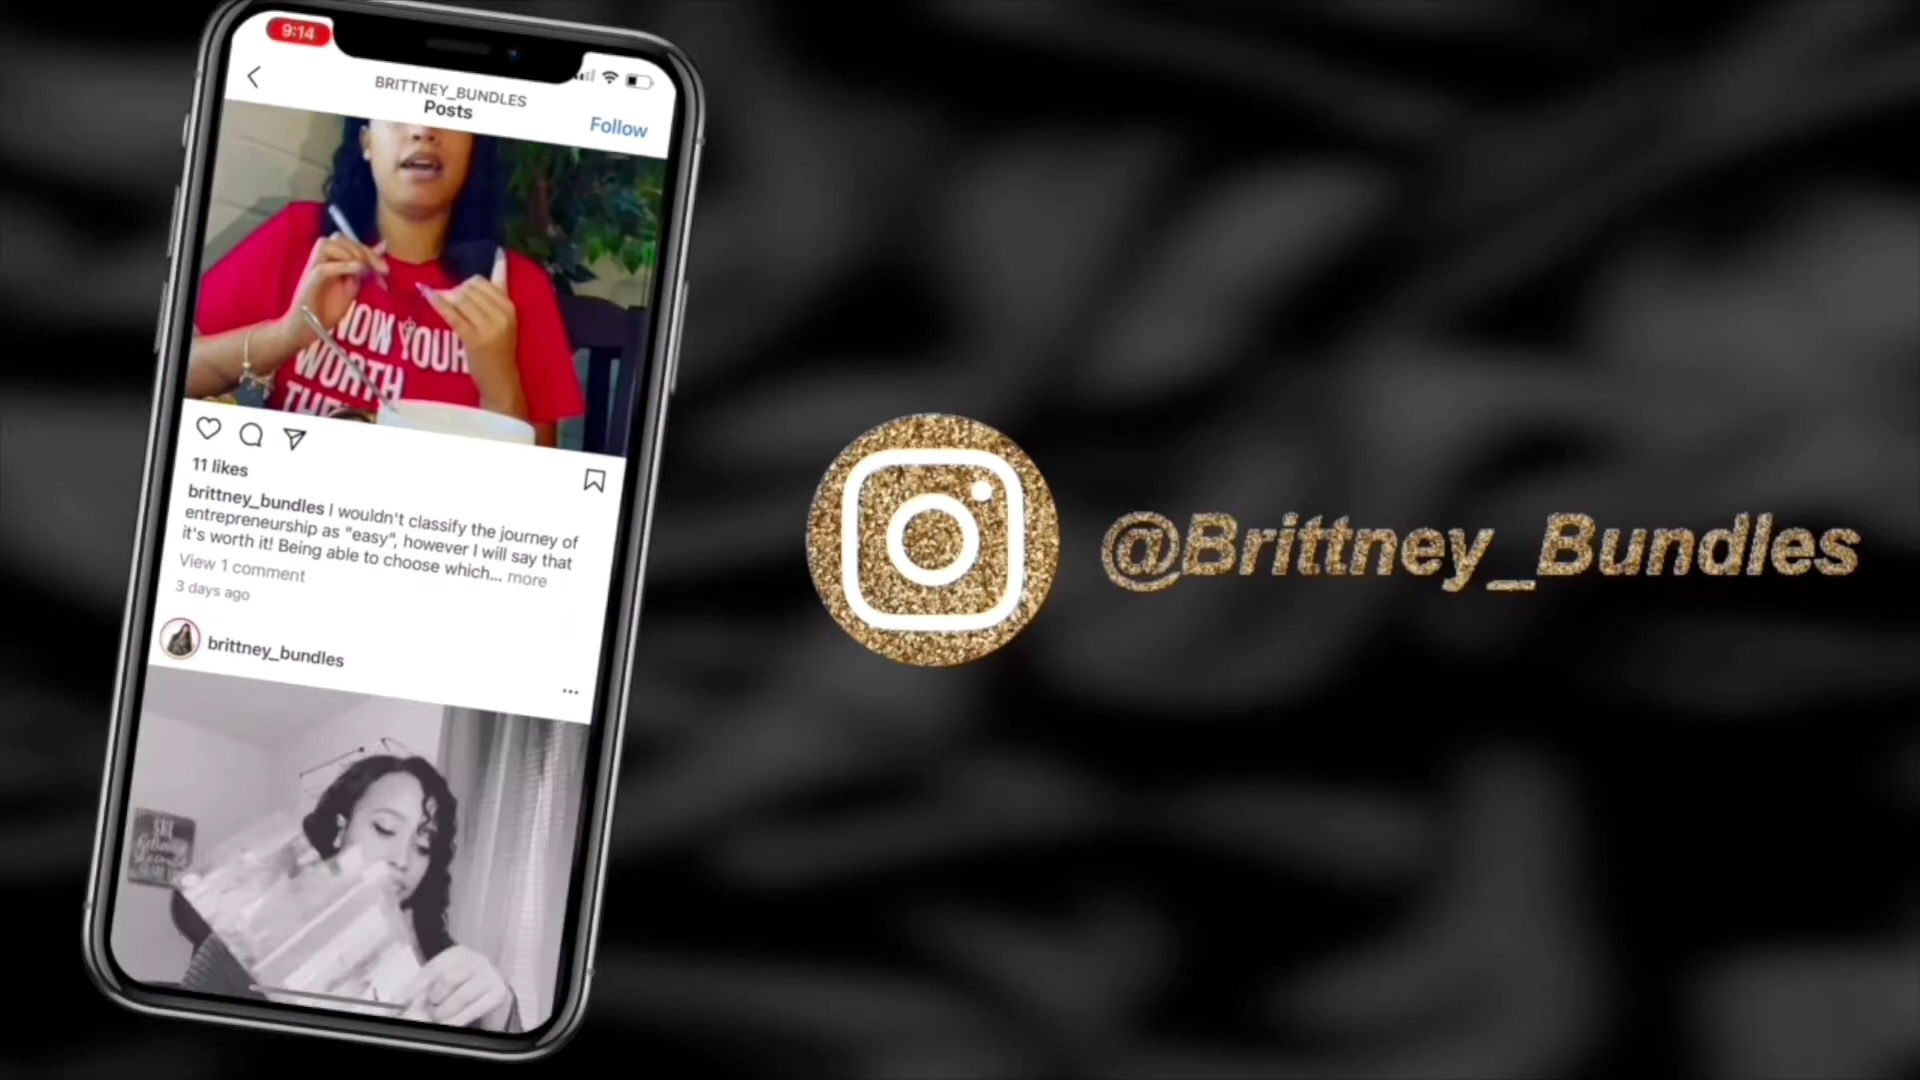 9:14
BRITTNEY_BUNDLES
Posts
Follow
NOW YOUR
WORTH
THE
11 likes
brittney_bundles I wouldn't classify the journey of
entrepreneurship as "easy", however I will say that
it's worth it! Being able to choose which... more
View 1 comment
3 days ago
brittney_bundles
SHE
@Brittney_Bundles